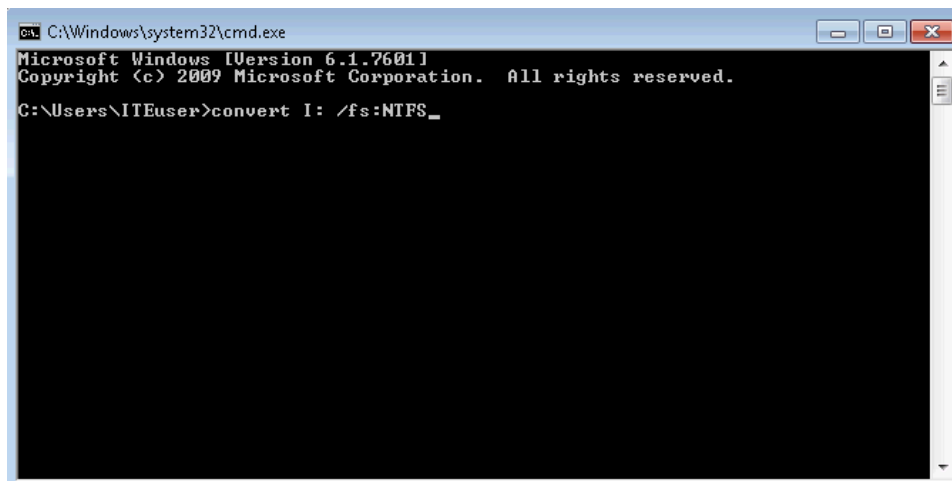 C:\Windows\system32\cmd.exe
Microsoft Windows [Version 6.1.7601]
Copyright (c) 2009 Microsoft Corporation. All rights reserved.
C:\Users\ITEuser>convert I: /fs:NTFS_